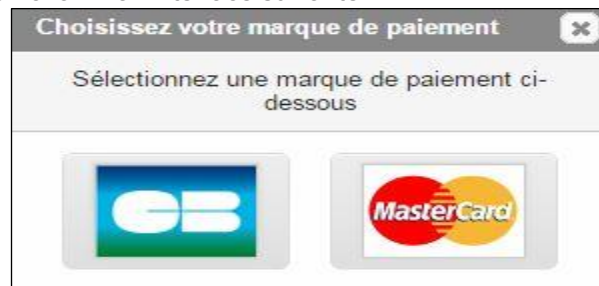 Choisissez votre marque de paiement
Sélectionnez une marque de paiement ci-
dessous
CB MasterCard